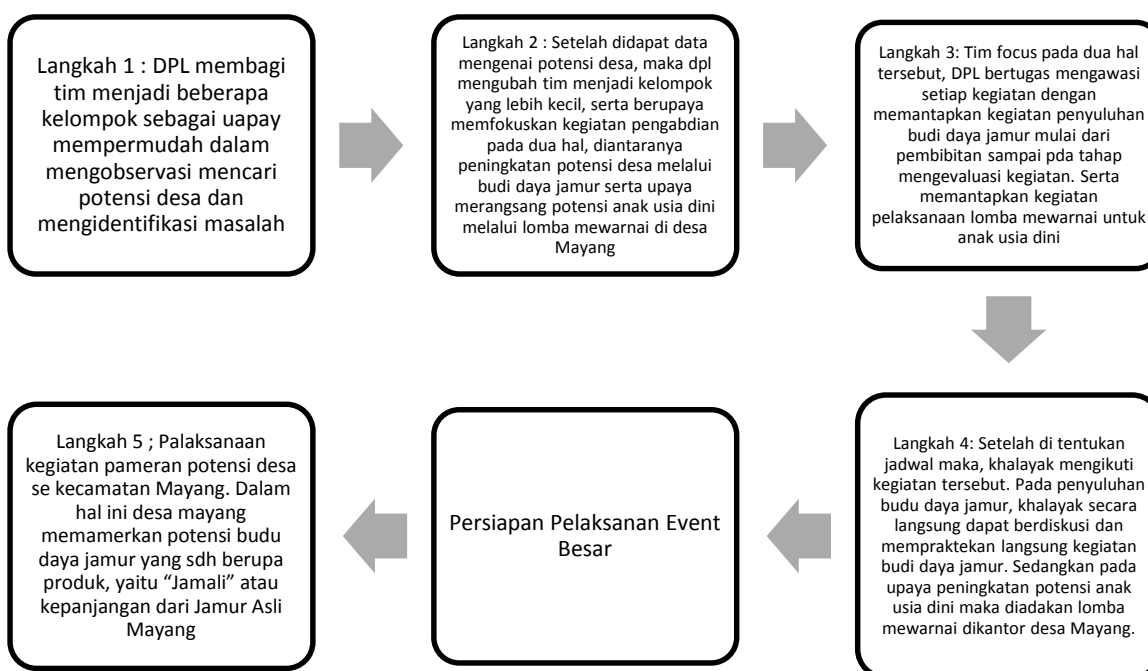 Langkah 1 : DPL membagi
tim menjadi beberapa
kelompok sebagai uapay
mempermudah dalam
mengobservasi mencari
potensi desa dan
mengidentifikasi masalah
Langkah 2 : Setelah didapat data
mengenai potensi desa, maka dpl
mengubah tim menjadi kelompok
yang lebih kecil, serta berupaya
memfokuskan kegiatan pengabdian
pada dua hal, diantaranya
peningkatan potensi desa melalui
budi daya jamur serta upaya
merangsang potensi anak usia dini
melalui lomba mewarnai di desa
Mayang
Langkah 3: Tim focus pada dua hal
tersebut, DPL bertugas mengawasi
setiap kegiatan dengan
memantapkan kegiatan penyuluhan
budi daya jamur mulai dari
pembibitan sampai pda tahap
mengevaluasi kegiatan. Serta
memantapkan kegiatan
pelaksanaan lomba mewarnai untuk
anak usia dini
Langkah 4: Setelah di tentukan
jadwal maka, khalayak mengikuti
kegiatan tersebut. Pada penyuluhan
budu daya jamur, khalayak secara
langsung dapat berdiskusi dan
mempraktekan langsung kegiatan
budi daya jamur. Sedangkan pada
upaya peningkatan potensi anak
usia dini maka diadakan lomba
mewarnai dikantor desa Mayang.
Persiapan Pelaksanan Event
Besar
Langkah 5 ; Palaksanaan
kegiatan pameran potensi desa
se kecamatan Mayang. Dalam
hal ini desa mayang
memamerkan potensi budu
daya jamur yang sdh berupa
produk, yaitu “Jamali” atau
kepanjangan dari Jamur Asli
Mayang